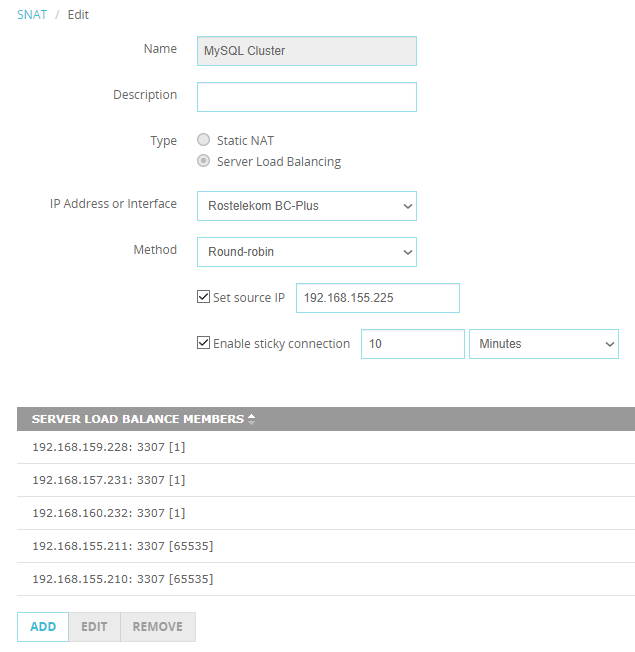 SNAT / Edit
Name MySQL Cluster
Description
Type Static NAT
Server Load Balancing
IP Address or Interface Rostelekom BC-Plus
Method Round-robin
Set source IP 192.168.155.225
Enable sticky connection 10 Minutes
SERVER LOAD BALANCE MEMBERS
192.168.159.228: 3307 [1]
192.168.157.231: 3307 [1]
192.168.160.232: 3307 [1]
192.168.155.211: 3307 [65535]
192.168.155.210: 3307 [65535]
ADD EDIT REMOVE